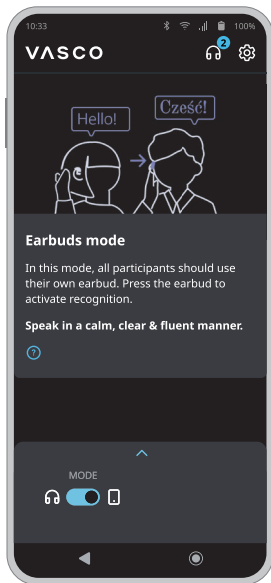 10:33
100%
VASCO
2
Hello!
Cześć!
Earbuds mode
In this mode, all participants should use
their own earbud. Press the earbud to
activate recognition.
Speak in a calm, clear & fluent manner.
?
MODE